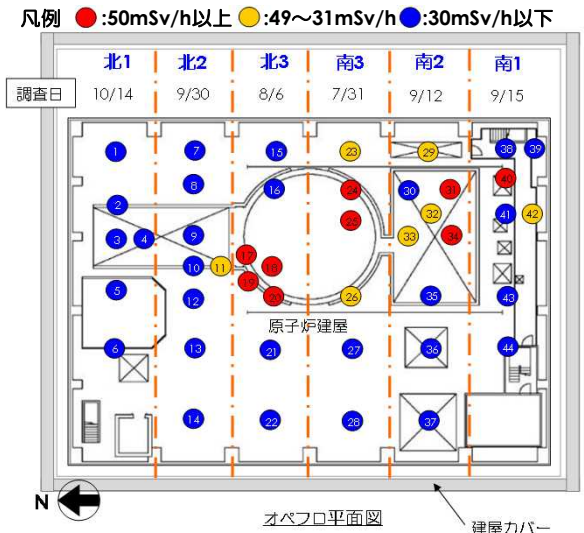 凡例 :50mSv/h以上 :49～31mSv/h :30mSv/h以下
北1 北2 北3 南3 南2 南1
調査日 10/14 9/30 8/6 7/31 9/12 9/15
1 7 15 23 29 38 39
8 16 24 30 31 40
2 32 41 42
3 4 9 25 33 34
10 11 17 18
5 12 19 20 26 35 43
原子炉建屋
6 13 21 27 36 44
14 22 28 37
N
オペフロ平面図
建屋カバー